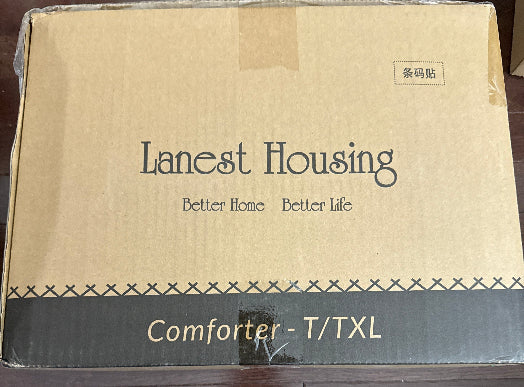 条码贴
Lanest Housing
Better Home Better Life
Comforter - T/TXL